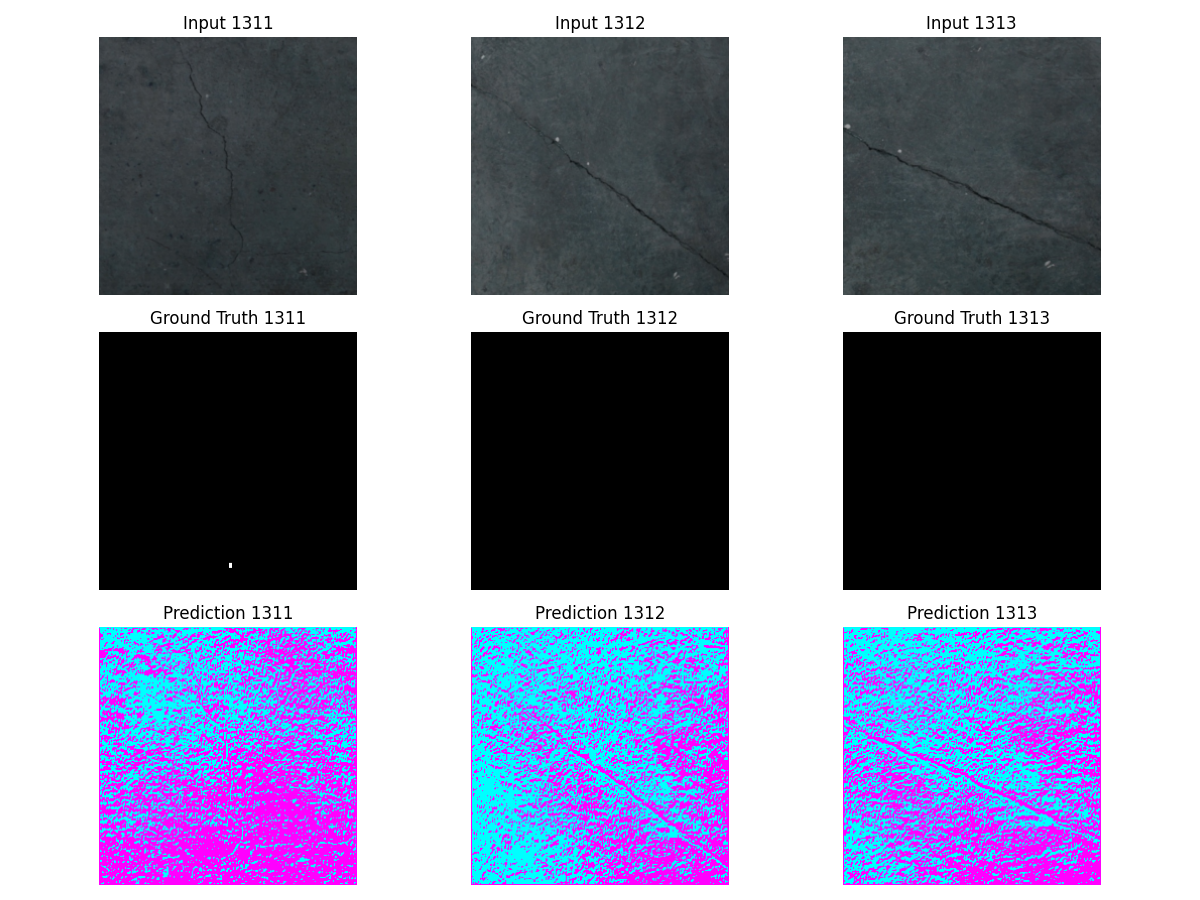 Input 1311
Input 1312
Input 1313
Ground Truth 1311
Ground Truth 1312
Ground Truth 1313
Prediction 1311
Prediction 1312
Prediction 1313